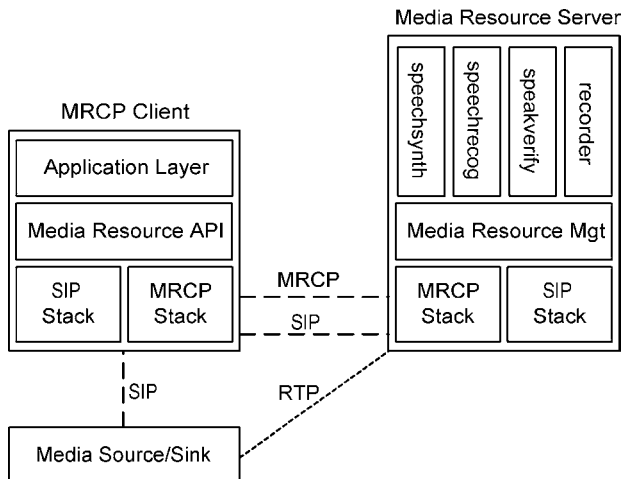 Media Resource Server
speechsynth
speechrecog
speakverify
recorder
MRCP Client
Application Layer
Media Resource API
Media Resource Mgt
SIP
Stack
MRCP
Stack
MRCP
SIP
MRCP
Stack
SIP
Stack
SIP
RTP
Media Source/Sink